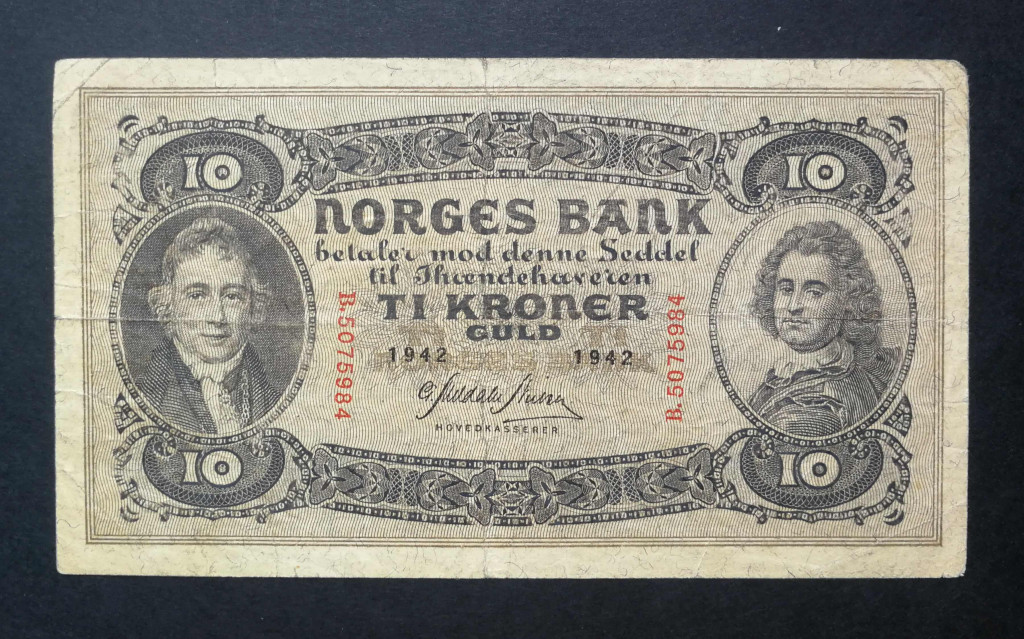 10 10
NORGES BANK
betaler mod denne Seddel
til Ihændehaveren
TI KRONER
GULD
1942 1942
B.5075984
B.5075984
HOVEDKASSERER
10 10